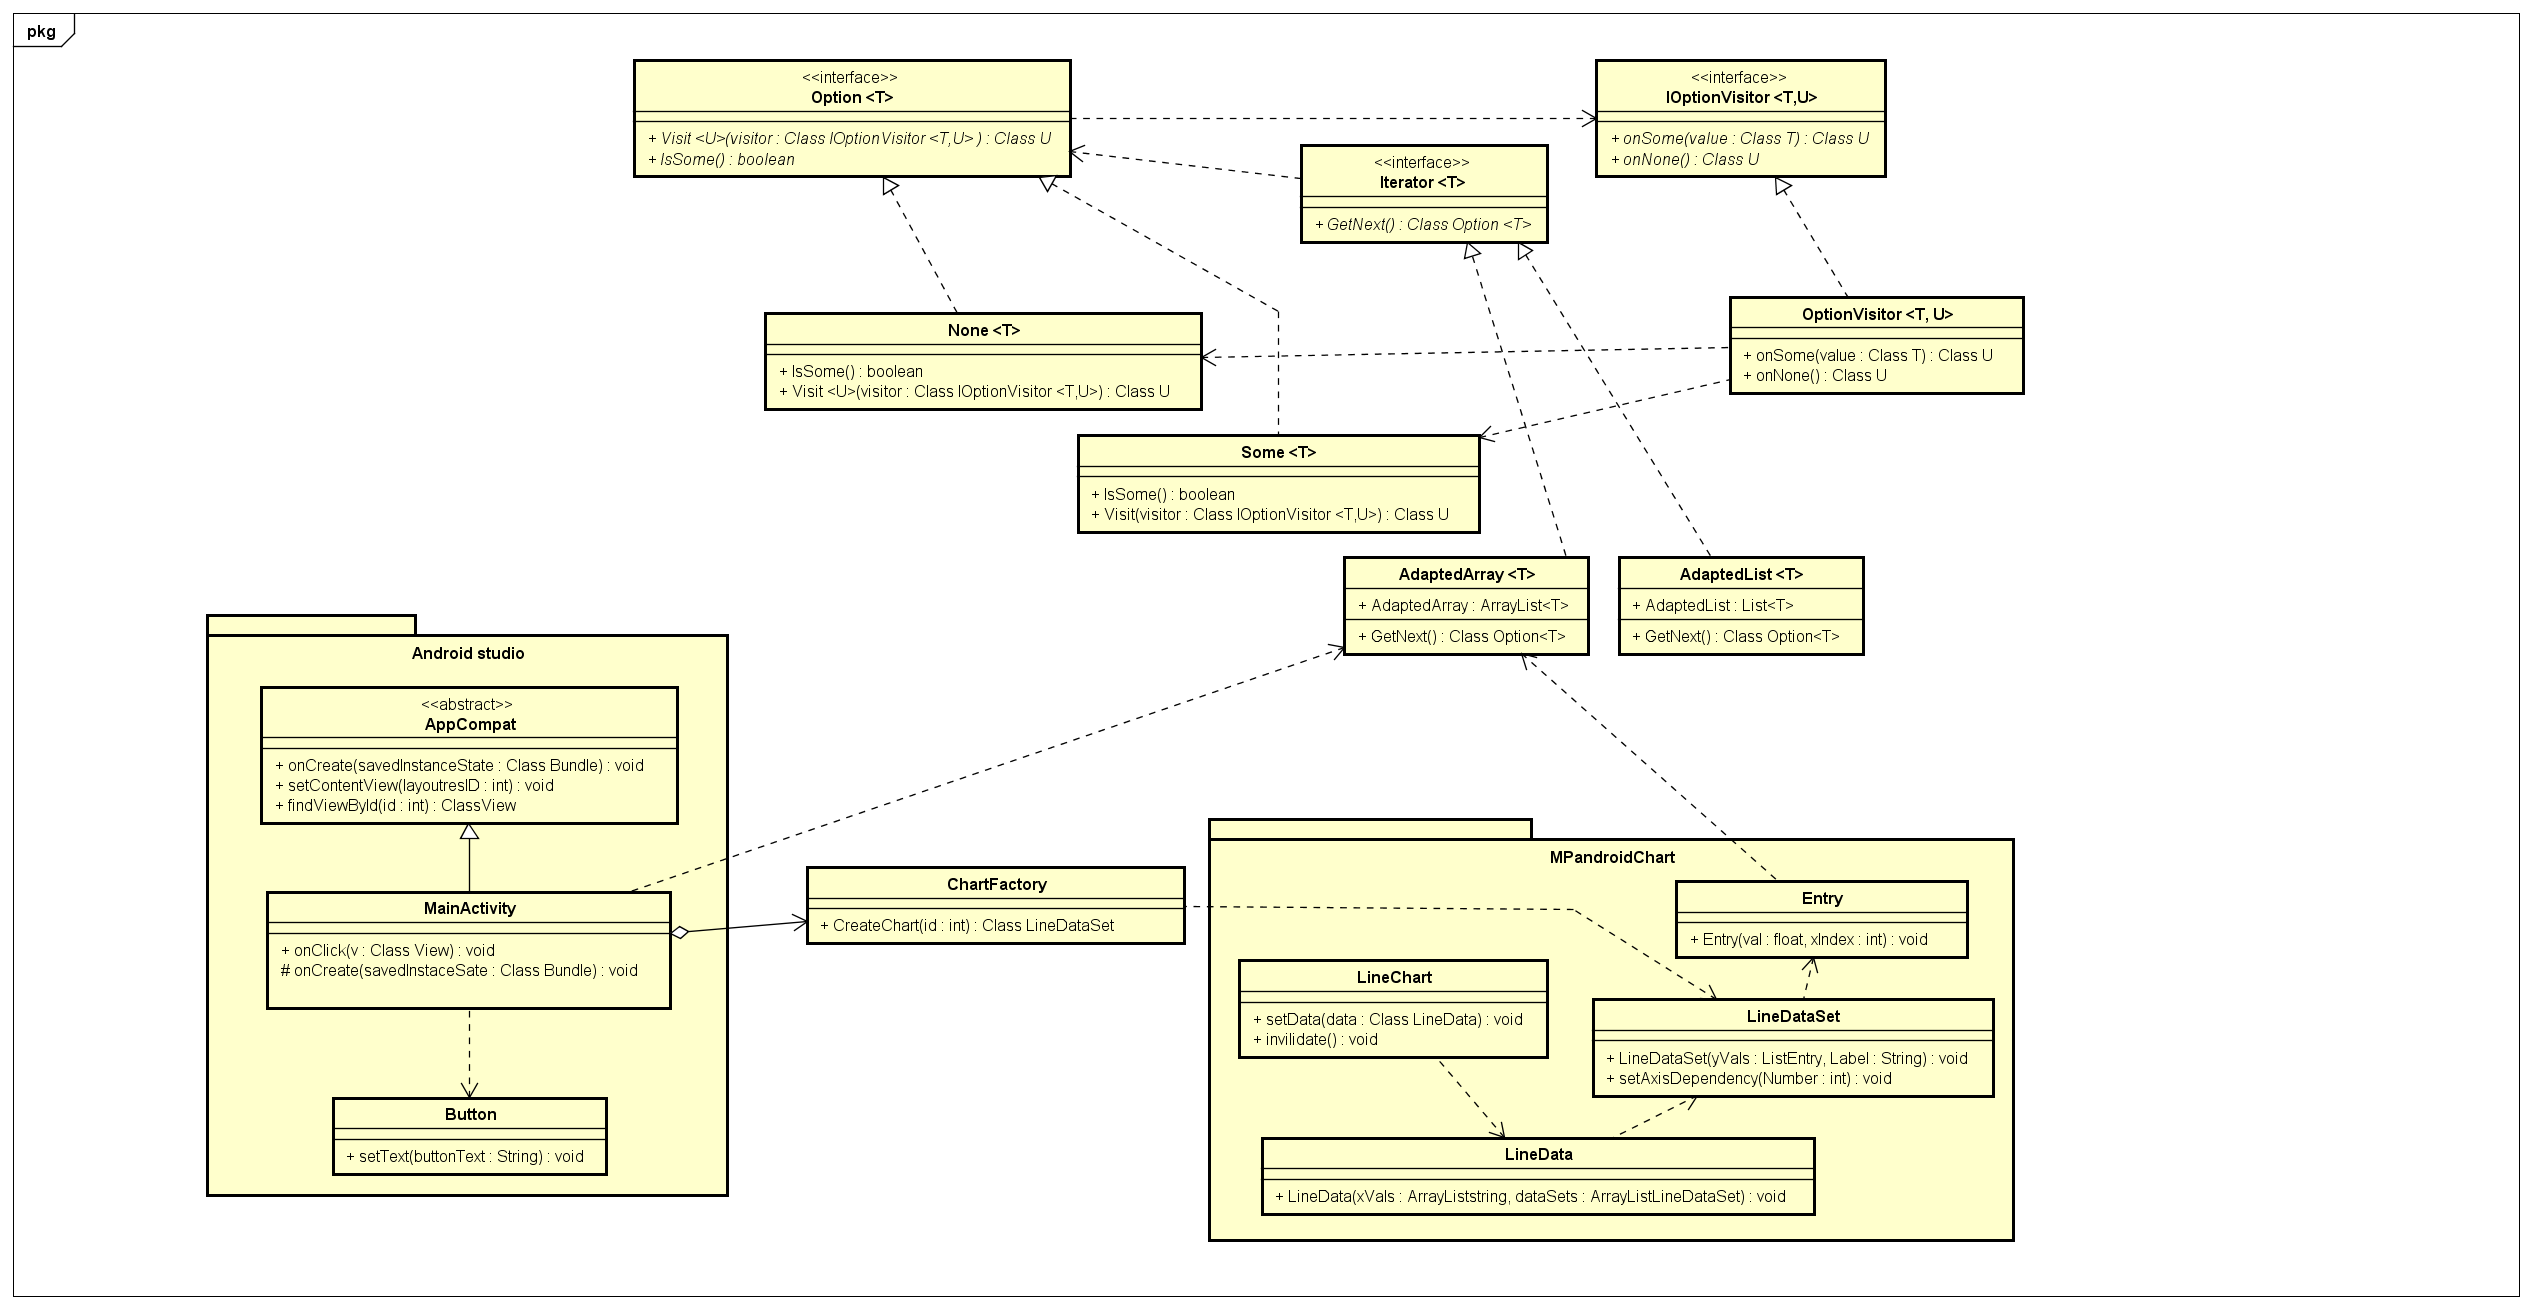 pkg
<<interface>>
Option <T>
+ Visit <U>(visitor : Class IOptionVisitor <T,U> ) : Class U
+ IsSome() : boolean
<<interface>>
IOptionVisitor <T,U>
+ onSome(value : Class T) : Class U
+ onNone() : Class U
<<interface>>
Iterator <T>
+ GetNext() : Class Option <T>
None <T>
+ IsSome() : boolean
+ Visit <U>(visitor : Class IOptionVisitor <T,U>) : Class U
OptionVisitor <T, U>
+ onSome(value : Class T) : Class U
+ onNone() : Class U
Some <T>
+ IsSome() : boolean
+ Visit(visitor : Class IOptionVisitor <T,U>) : Class U
AdaptedArray <T>
+ AdaptedArray : ArrayList<T>
+ GetNext() : Class Option<T>
AdaptedList <T>
+ AdaptedList : List<T>
+ GetNext() : Class Option<T>
Android studio
<<abstract>>
AppCompat
+ onCreate(savedInstanceState : Class Bundle) : void
+ setContentView(layoutresID : int) : void
+ findViewById(id : int) : ClassView
MainActivity
+ onClick(v : Class View) : void
# onCreate(savedInstaceSate : Class Bundle) : void
Button
+ setText(buttonText : String) : void
ChartFactory
+ CreateChart(id : int) : Class LineDataSet
MPandroidChart
Entry
+ Entry(val : float, xIndex : int) : void
LineChart
+ setData(data : Class LineData) : void
+ invilidate() : void
LineDataSet
+ LineDataSet(yVals : ListEntry, Label : String) : void
+ setAxisDependency(Number : int) : void
LineData
+ LineData(xVals : ArrayListstring, dataSets : ArrayListLineDataSet) : void